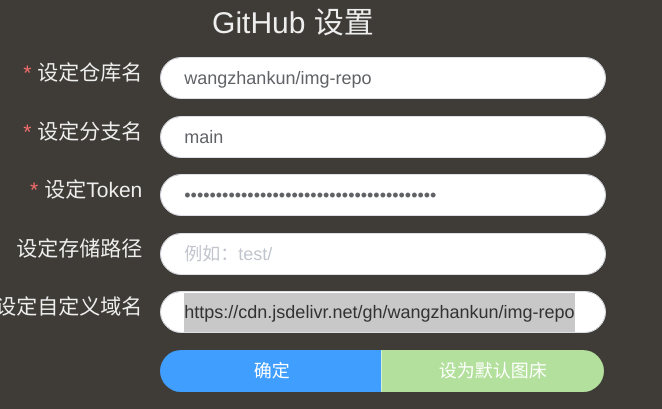 GitHub 设置
* 设定仓库名 wangzhankun/img-repo
* 设定分支名 main
* 设定Token ••••••••••••••••••••••••••••••••••••••••
设定存储路径 例如：test/
设定自定义域名 https://cdn.jsdelivr.net/gh/wangzhankun/img-repo
确定 设为默认图床